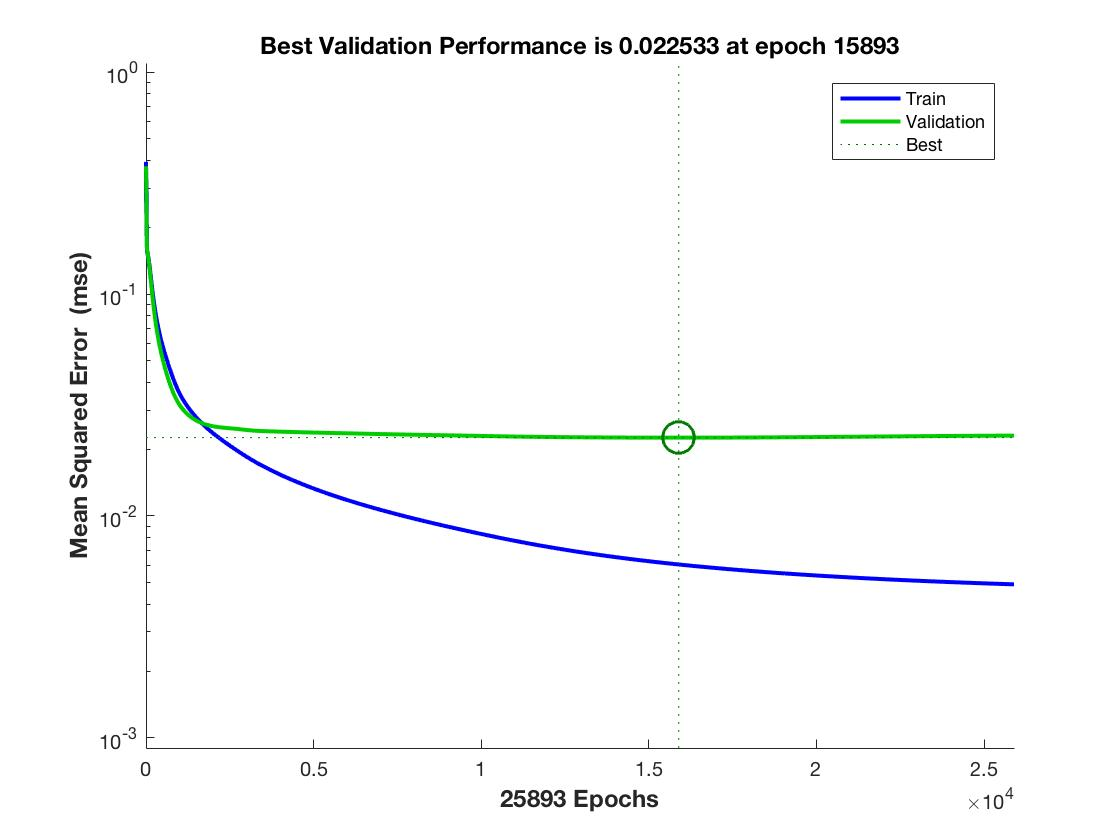 Best Validation Performance is 0.022533 at epoch 15893
10^0
10^-1
10^-2
10^-3
Mean Squared Error (mse)
Train
Validation
Best
0 0.5 1 1.5 2 2.5
×10^4
25893 Epochs